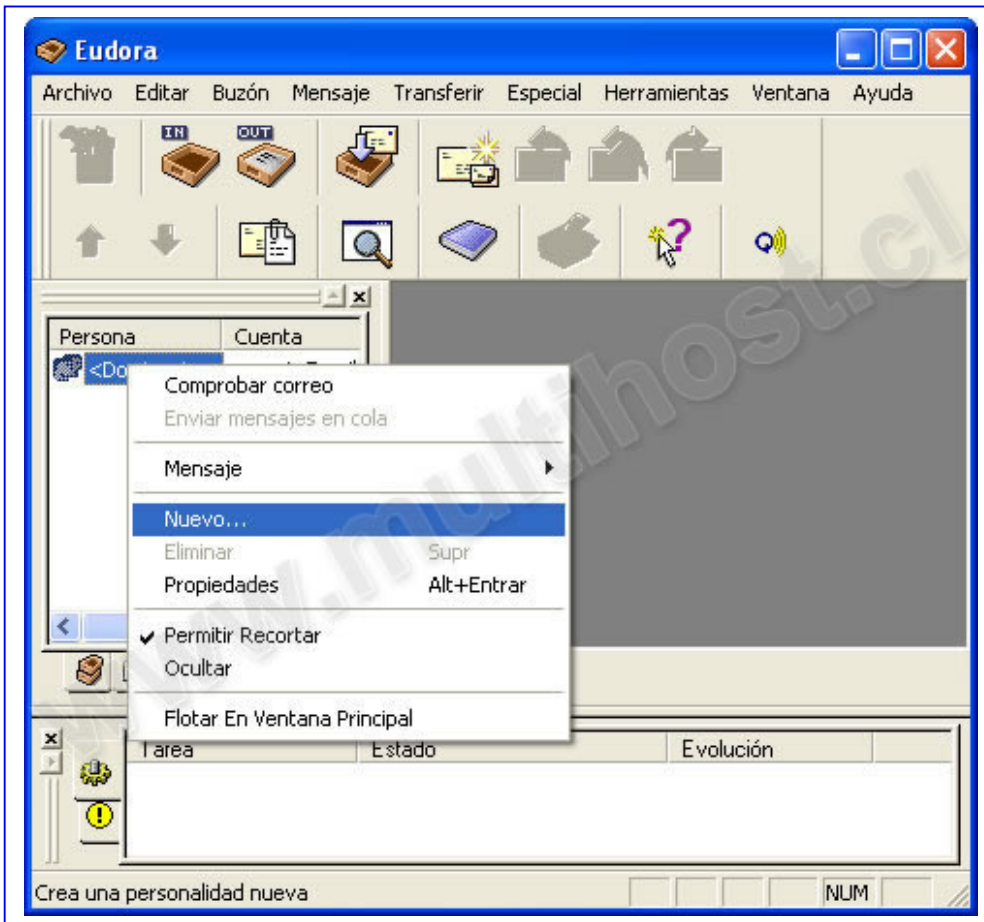 Eudora
Archivo Editar Buzón Mensaje Transferir Especial Herramientas Ventana Ayuda
IN OUT
Persona Cuenta
<Do
Comprobar correo
Enviar mensajes en cola
Mensaje
Nuevo...
Eliminar Supr
Propiedades Alt+Entrar
Permitir Recortar
Ocultar
Flotar En Ventana Principal
Tarea Estado Evolución
Crea una personalidad nueva NUM
www.multihost.cl